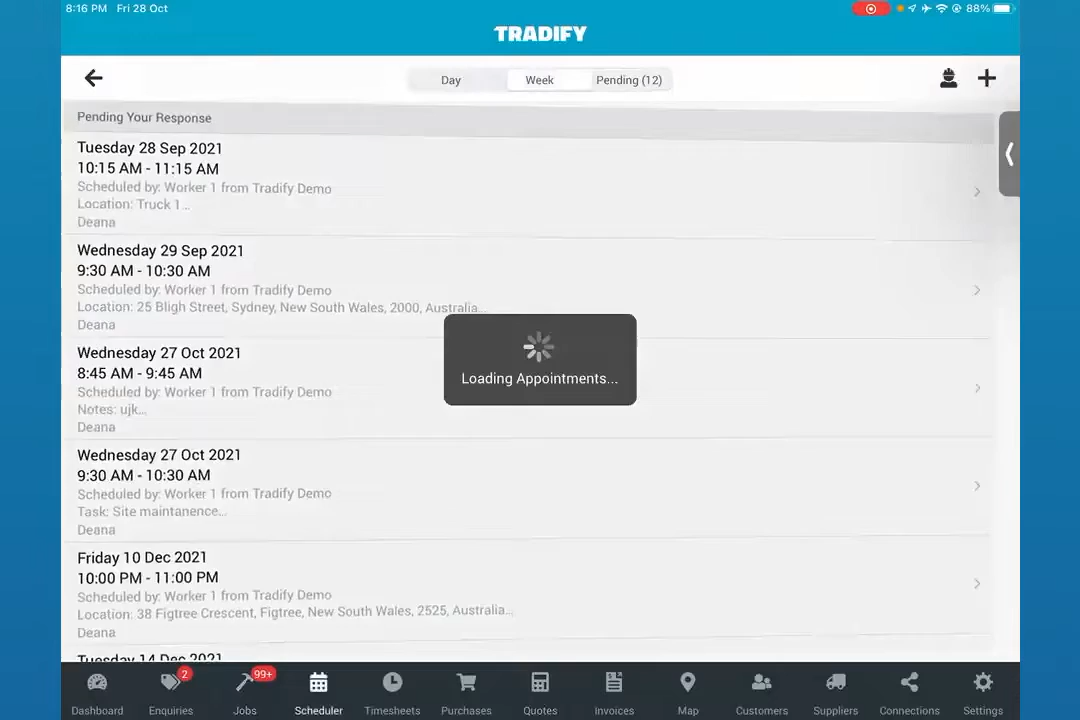 8:16 PM Fri 28 Oct
88%
TRADIFY
Day Week Pending (12)
Pending Your Response
Tuesday 28 Sep 2021
10:15 AM - 11:15 AM
Scheduled by: Worker 1 from Tradify Demo
Location: Truck 1...
Deana
Wednesday 29 Sep 2021
9:30 AM - 10:30 AM
Scheduled by: Worker 1 from Tradify Demo
Location: 25 Bligh Street, Sydney, New South Wales, 2000, Australia...
Deana
Loading Appointments...
Wednesday 27 Oct 2021
8:45 AM - 9:45 AM
Scheduled by: Worker 1 from Tradify Demo
Notes: ujk...
Deana
Wednesday 27 Oct 2021
9:30 AM - 10:30 AM
Scheduled by: Worker 1 from Tradify Demo
Task: Site maintanence...
Deana
Friday 10 Dec 2021
10:00 PM - 11:00 PM
Scheduled by: Worker 1 from Tradify Demo
Location: 38 Figtree Crescent, Figtree, New South Wales, 2525, Australia...
Deana
Tuesday 14 Dec 2021
2 99+
Dashboard Enquiries Jobs Scheduler Timesheets Purchases Quotes Invoices Map Customers Suppliers Connections Settings